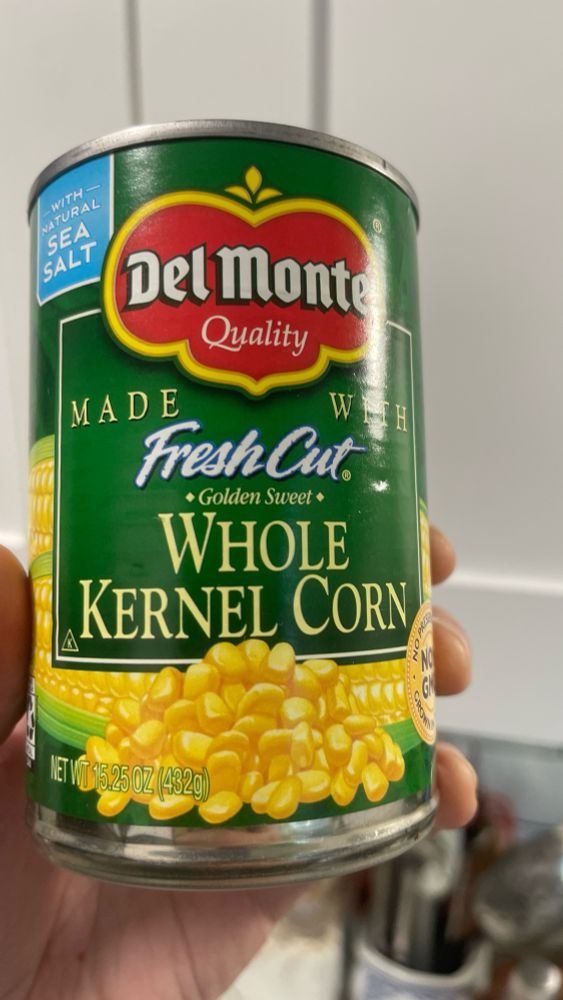 WITH
NATURAL
SEA
SALT
Del Monte
®
Quality
MADE WITH
Fresh Cut®
• Golden Sweet •
WHOLE
KERNEL CORN
K
NO
NET WT 15.25 OZ (432g)